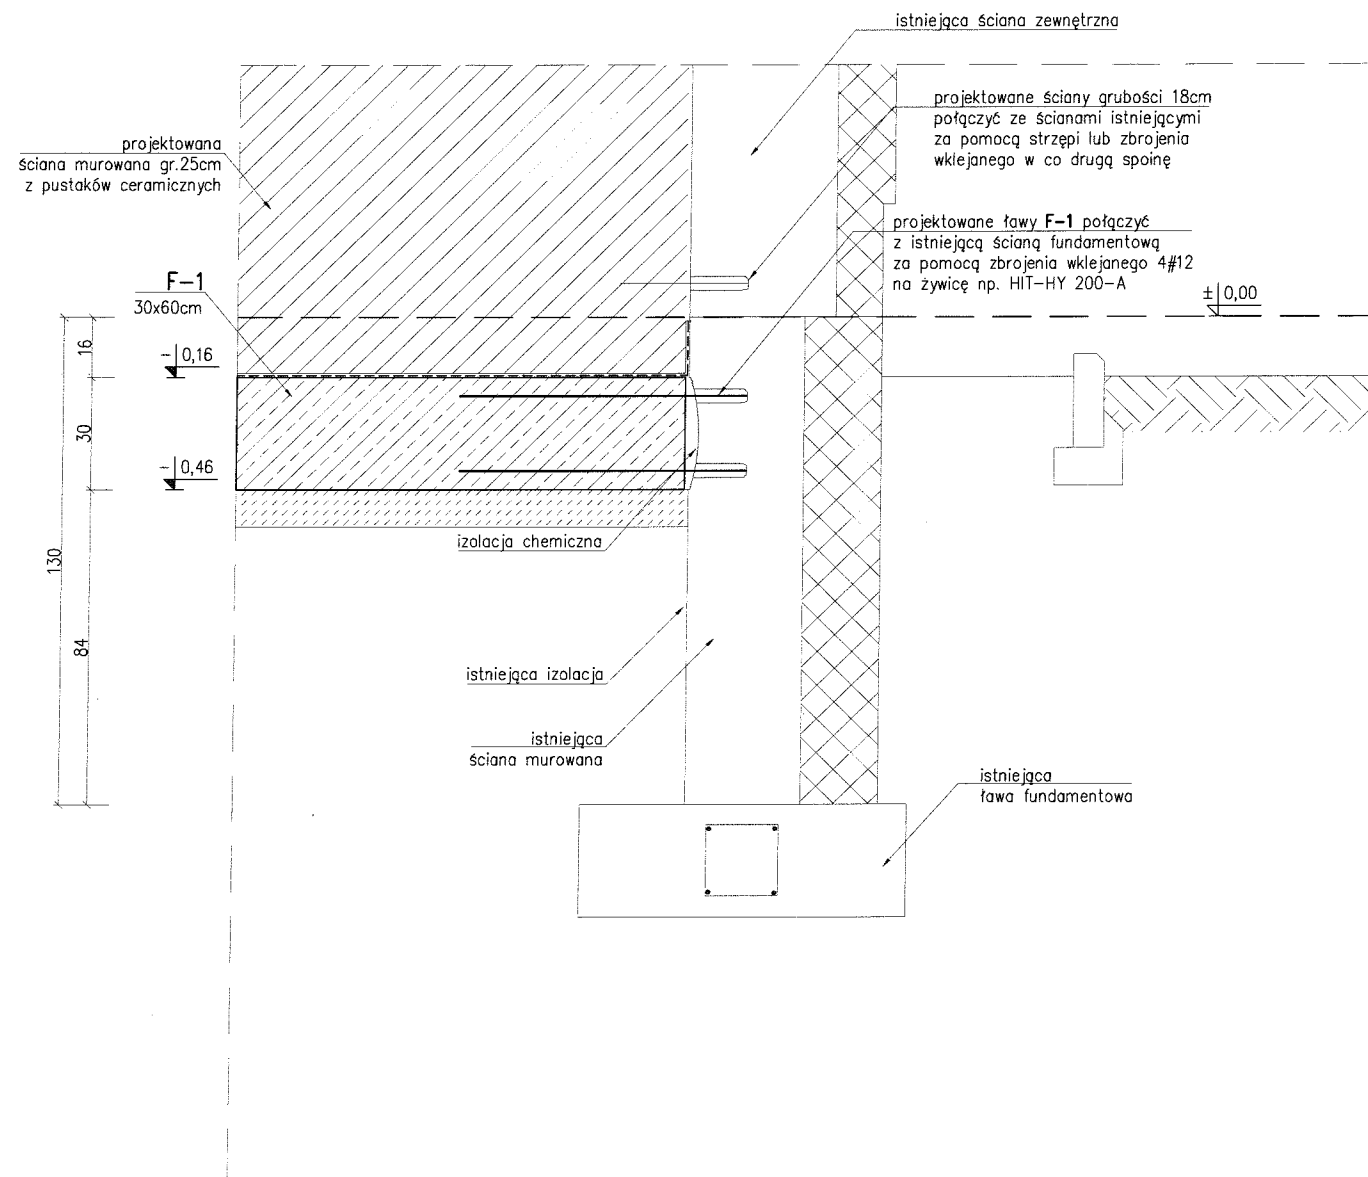 istniejąca ściana zewnętrzna
projektowane ściany grubości 18cm
połączyć ze ścianami istniejącymi
za pomocą strzępi lub zbrojenia
wklejanego w co drugą spoinę
projektowana
ściana murowana gr.25cm
z pustaków ceramicznych
projektowane ławy F-1 połączyć
z istniejącą ścianą fundamentową
za pomocą zbrojenia wklejanego 4#12
na żywicę np. HIT-HY 200-A
F-1
30x60cm
± 0,00
16
- 0,16
30
- 0,46
izolacja chemiczna
130
84
istniejąca izolacja
istniejąca
ściana murowana
istniejąca
ława fundamentowa